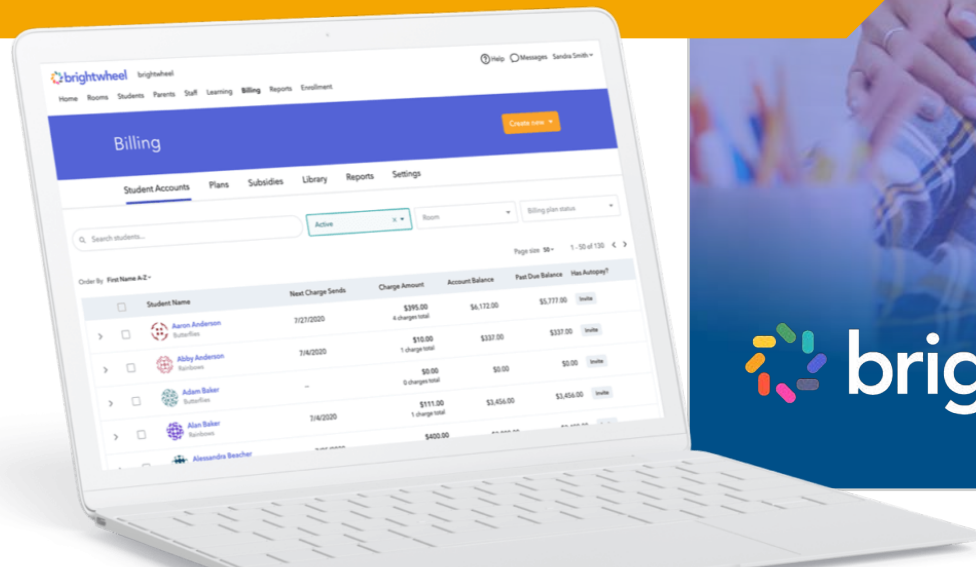 brightwheel brightwheel
Help Messages Sandra Smith
Home Rooms Students Parents Staff Learning Billing Reports Enrollment
Billing
Create new
Student Accounts Plans Subsidies Library Reports Settings
Search students... Active x Room Billing plan status
Order By First Name A-Z Page size 50 1 - 50 of 130
Student Name Next Charge Sends Charge Amount Account Balance Past Due Balance Has Autopay?
Aaron Anderson 7/27/2020 $395.00 $6,172.00 $5,777.00 Invite
Butterflies 4 charges total
Abby Anderson 7/4/2020 $10.00 $337.00 $337.00 Invite
Rainbows 1 charge total
Adam Baker – $0.00 $0.00 $0.00 Invite
Butterflies 0 charges total
Alan Baker 7/4/2020 $111.00 $3,456.00 $3,456.00 Invite
Rainbows 1 charge total
Alessandra Beacher $400.00
brig